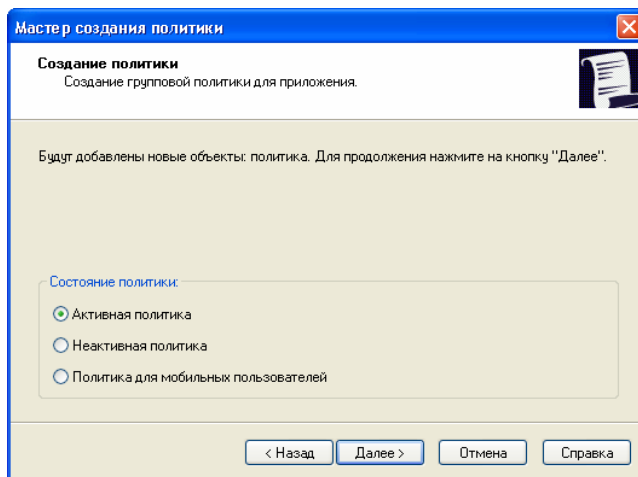 Мастер создания политики
Создание политики
Создание групповой политики для приложения.
Будут добавлены новые объекты: политика. Для продолжения нажмите на кнопку "Далее".
Состояние политики:
Активная политика
Неактивная политика
Политика для мобильных пользователей
< Назад Далее > Отмена Справка